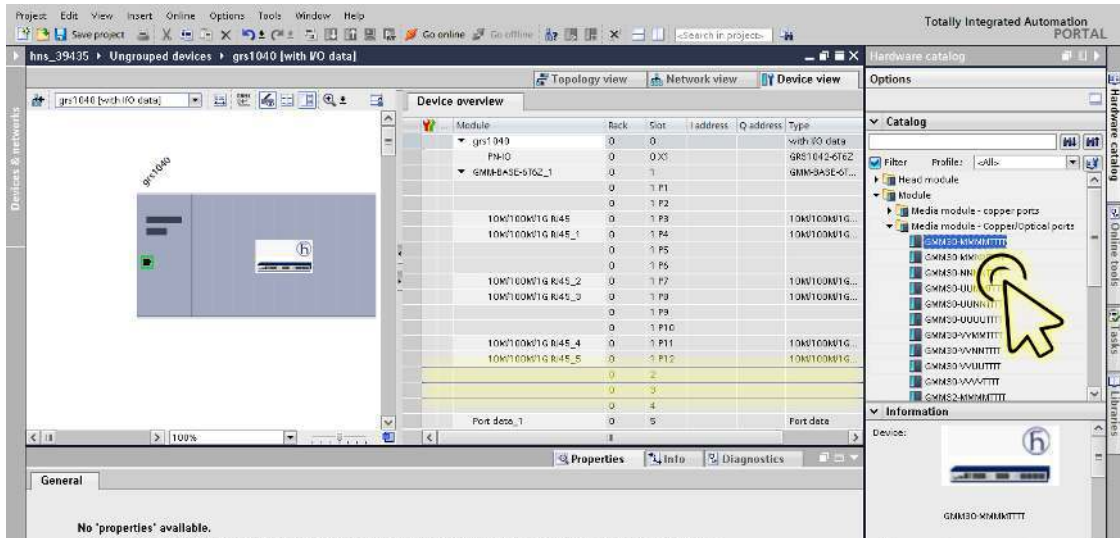 Project Edit View Insert Online Options Tools Window Help
Totally Integrated Automation
PORTAL
Save project
Go online
Go offline
<Search in project>
hns_39435 ▸ Ungrouped devices ▸ grs1040 [with I/O data]
Hardware catalog
Topology view
Network view
Device view
Options
grs1040 [with I/O data]
Device overview
Module Rack Slot I address Q address Type
grs1040 0 0 with I/O data
PN-IO 0 0 X1 GRS1042-6T6Z
GMM-BASE-6T6Z_1 0 1 GMM-BASE-6T...
0 1 P1
0 1 P2
10M/100M/1G RJ45 0 1 P3 10M/100M/1G...
10M/100M/1G RJ45_1 0 1 P4 10M/100M/1G...
0 1 P5
0 1 P6
10M/100M/1G RJ45_2 0 1 P7 10M/100M/1G...
10M/100M/1G RJ45_3 0 1 P8 10M/100M/1G...
0 1 P9
0 1 P10
10M/100M/1G RJ45_4 0 1 P11 10M/100M/1G...
10M/100M/1G RJ45_5 0 1 P12 10M/100M/1G...
0 2
0 3
0 4
Port data_1 0 5 Port data
grs1040
100%
Catalog
Filter Profile: <All>
Head module
Module
Media module - copper ports
Media module - Copper/Optical ports
GMM30-MMMMTTTT
GMM30-UUUUTTTT
GMM30-VVMMTTTT
GMM30-VVNNTTTT
GMM30-VVUUTTTT
GMM30-VVVVTTTT
GMM32-MMMMTTTT
Information
Device:
GMM30-MMMMTTTT
Devices & networks
Hardware catalog
Online tools
Tasks
Libraries
Properties
Info
Diagnostics
General
No 'properties' available.